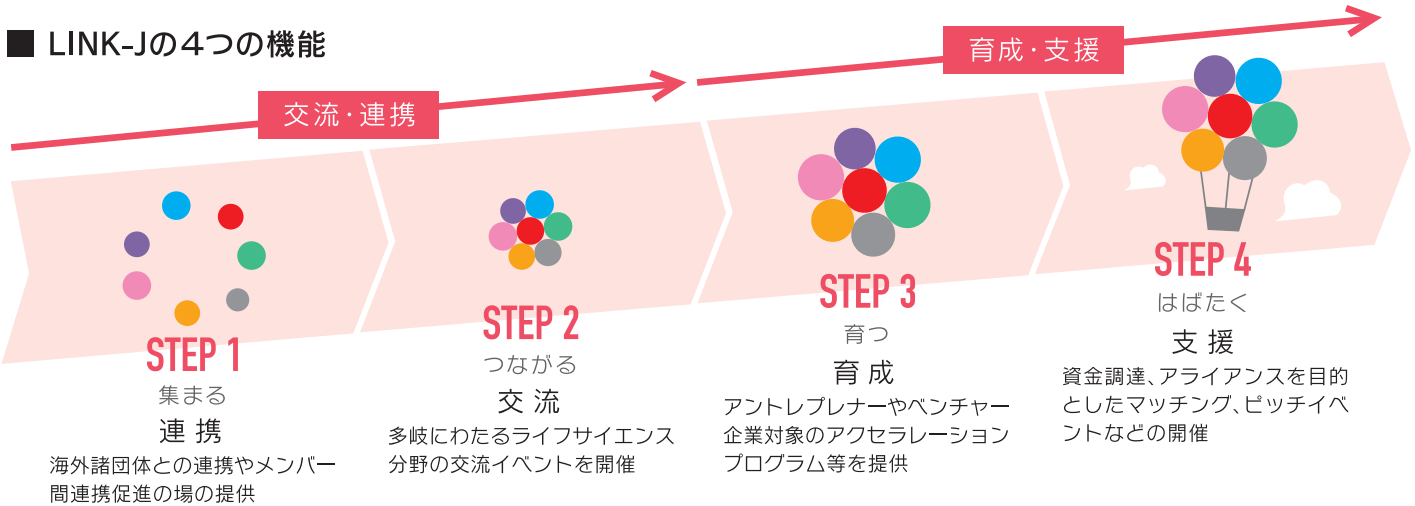 ■ LINK-Jの4つの機能
交流・連携
育成・支援
STEP 1
集まる
連携
海外諸団体との連携やメンバー
間連携促進の場の提供
STEP 2
つながる
交流
多岐にわたるライフサイエンス
分野の交流イベントを開催
STEP 3
育つ
育成
アントレプレナーやベンチャー
企業対象のアクセラレーション
プログラム等を提供
STEP 4
はばたく
支援
資金調達、アライアンスを目的
としたマッチング、ピッチイベ
ントなどの開催